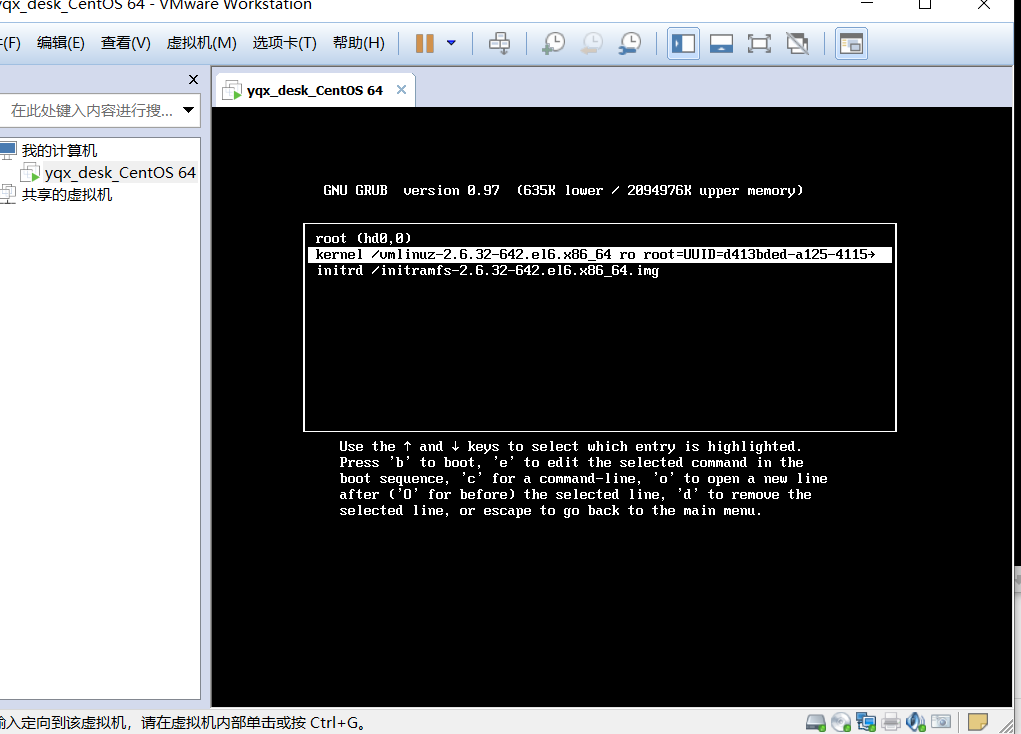 yqx_desk_CentOS 64 - VMware Workstation
(F) 编辑(E) 查看(V) 虚拟机(M) 选项卡(T) 帮助(H)
yqx_desk_CentOS 64
在此处键入内容进行搜...
我的计算机
yqx_desk_CentOS 64
共享的虚拟机
GNU GRUB version 0.97 (635K lower / 2094976K upper memory)
root (hd0,0)
kernel /vmlinuz-2.6.32-642.el6.x86_64 ro root=UUID=d413bded-a125-4115→
initrd /initramfs-2.6.32-642.el6.x86_64.img
Use the ↑ and ↓ keys to select which entry is highlighted.
Press 'b' to boot, 'e' to edit the selected command in the
boot sequence, 'c' for a command-line, 'o' to open a new line
after ('O' for before) the selected line, 'd' to remove the
selected line, or escape to go back to the main menu.
输入定向到该虚拟机，请在虚拟机内部单击或按 Ctrl+G。